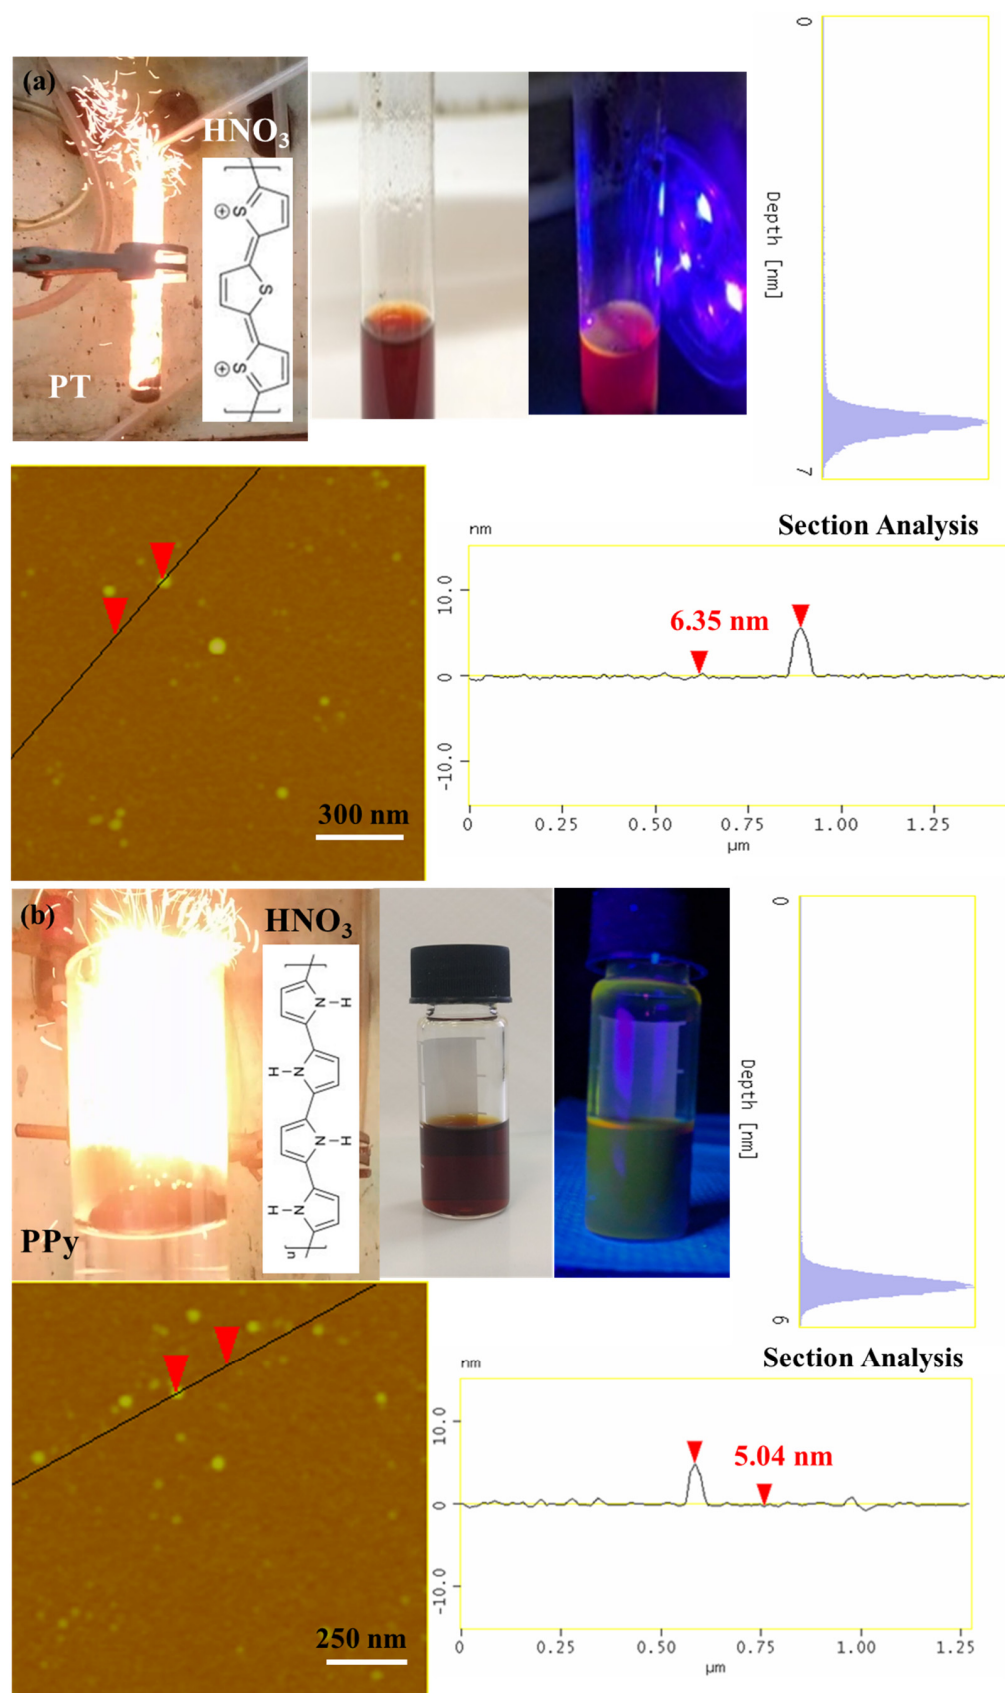 (a)
HNO3
PT
S
⊕
S
S
⊕
0
Depth [nm]
7
300 nm
nm
Section Analysis
10.0
0
-10.0
6.35 nm
0 0.25 0.50 0.75 1.00 1.25
µm
(b)
HNO3
PPy
N-H
H-N
N-H
H-N
n
0
Depth [nm]
6
250 nm
nm
Section Analysis
10.0
0
-10.0
5.04 nm
0 0.25 0.50 0.75 1.00 1.25
µm